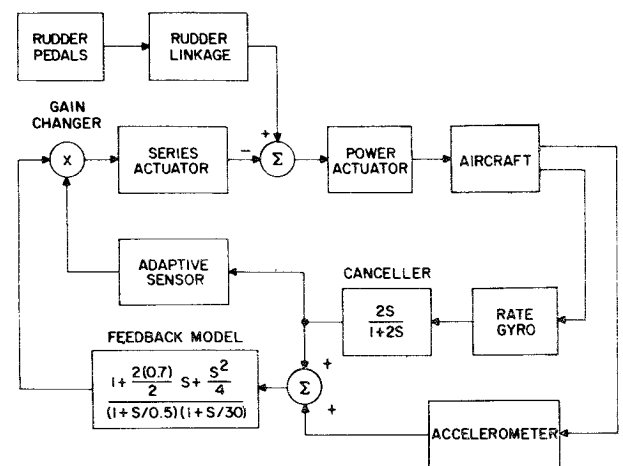 RUDDER
PEDALS
RUDDER
LINKAGE
GAIN
CHANGER
X
SERIES
ACTUATOR
−
+
Σ
POWER
ACTUATOR
AIRCRAFT
ADAPTIVE
SENSOR
CANCELLER
2S
1+2S
RATE
GYRO
FEEDBACK MODEL
1+ 2(0.7)/2 S+ S²/4
(1+S/0.5)(1+S/30)
+
Σ
+
ACCELEROMETER